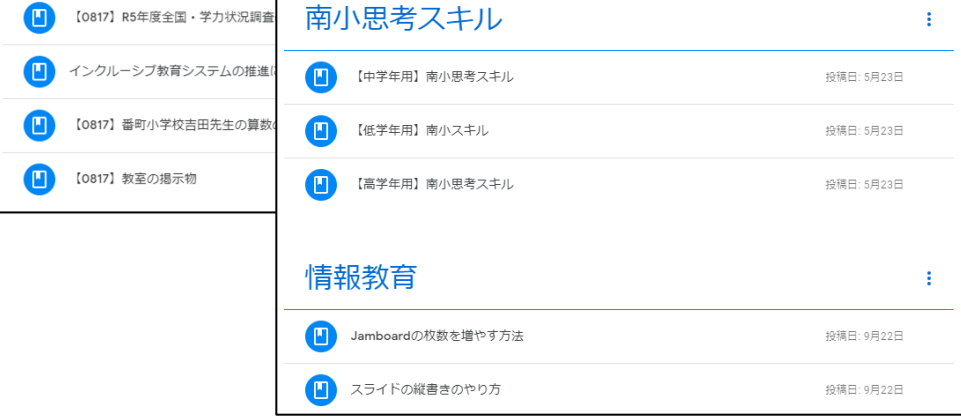 【0817】R5年度全国・学力状況調査
インクルーシブ教育システムの推進に
【0817】番町小学校吉田先生の算数の
【0817】教室の掲示物
南小思考スキル
【中学年用】南小思考スキル 投稿日: 5月23日
【低学年用】南小スキル 投稿日: 5月23日
【高学年用】南小思考スキル 投稿日: 5月23日
情報教育
Jamboardの枚数を増やす方法 投稿日: 9月22日
スライドの縦書きのやり方 投稿日: 9月22日